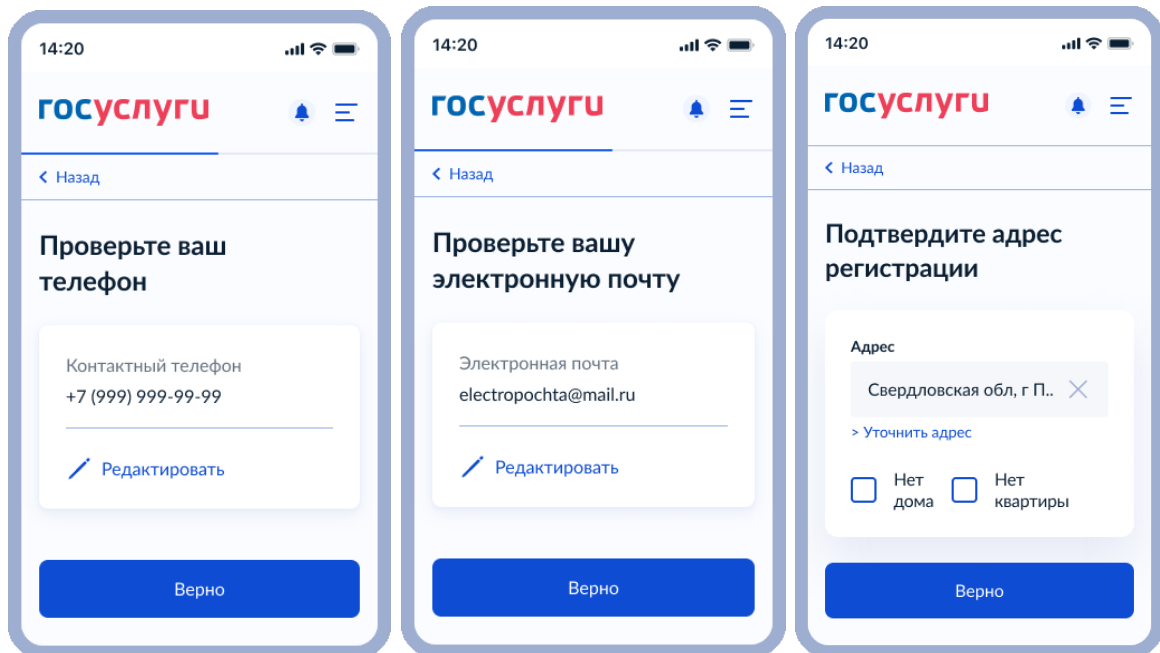 14:20
госуслуги
Назад
Проверьте ваш
телефон
Контактный телефон
+7 (999) 999-99-99
Редактировать
Верно
14:20
госуслуги
Назад
Проверьте вашу
электронную почту
Электронная почта
electropochta@mail.ru
Редактировать
Верно
14:20
госуслуги
Назад
Подтвердите адрес
регистрации
Адрес
Свердловская обл, г П..
> Уточнить адрес
Нет
дома
Нет
квартиры
Верно